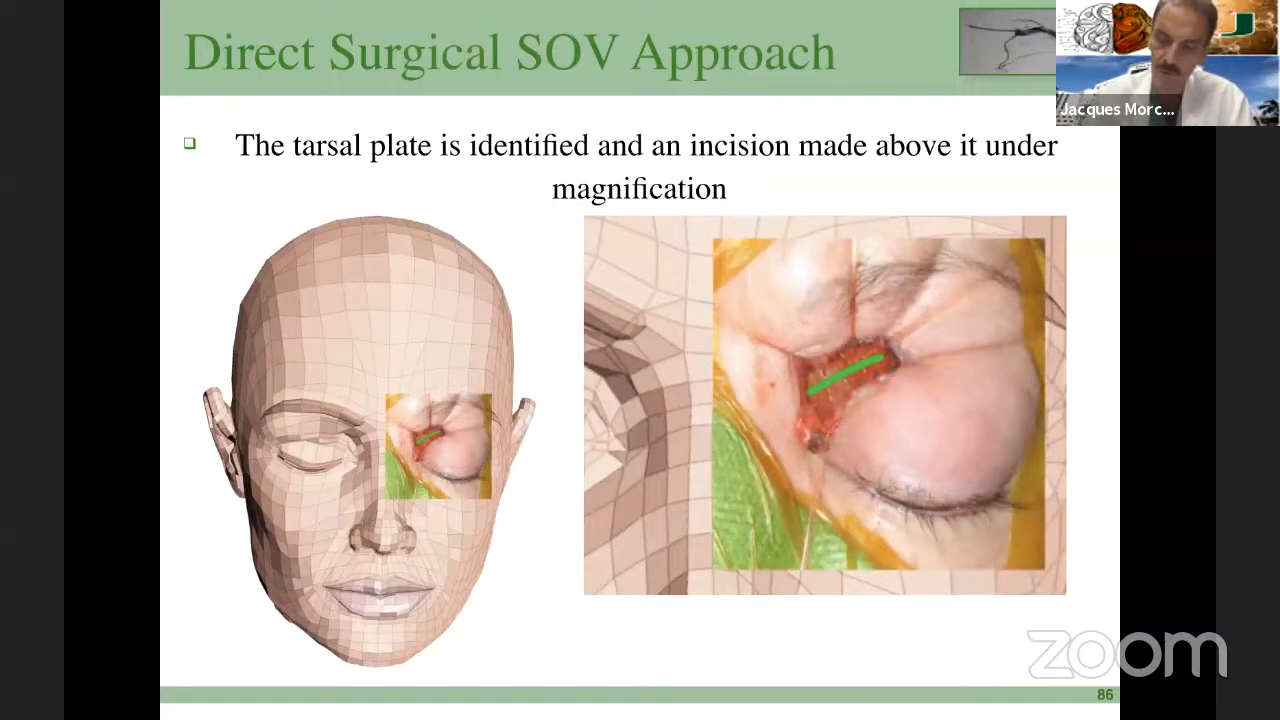 Direct Surgical SOV Approach
Jacques Morc...
The tarsal plate is identified and an incision made above it under
magnification
zoom
86